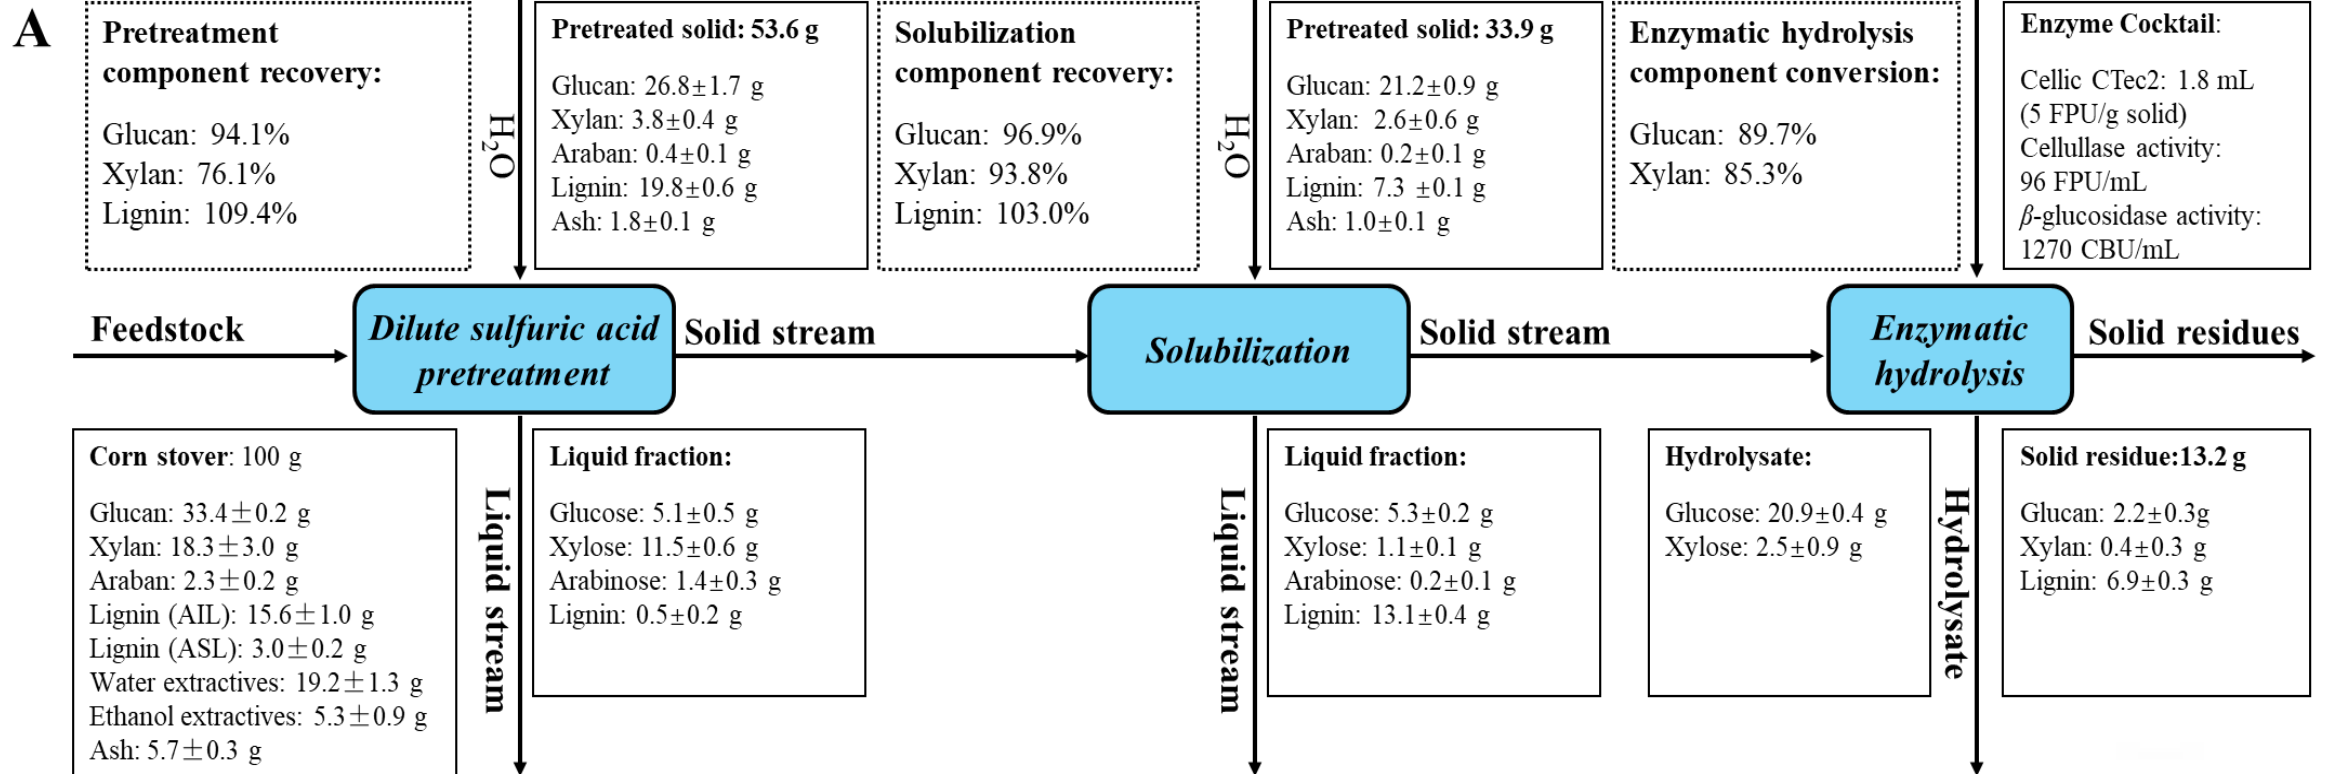 A
Pretreatment
component recovery:
Glucan: 94.1%
Xylan: 76.1%
Lignin: 109.4%
H₂O
Pretreated solid: 53.6 g
Glucan: 26.8±1.7 g
Xylan: 3.8±0.4 g
Araban: 0.4±0.1 g
Lignin: 19.8±0.6 g
Ash: 1.8±0.1 g
Solubilization
component recovery:
Glucan: 96.9%
Xylan: 93.8%
Lignin: 103.0%
H₂O
Pretreated solid: 33.9 g
Glucan: 21.2±0.9 g
Xylan: 2.6±0.6 g
Araban: 0.2±0.1 g
Lignin: 7.3 ±0.1 g
Ash: 1.0±0.1 g
Enzymatic hydrolysis
component conversion:
Glucan: 89.7%
Xylan: 85.3%
Enzyme Cocktail:
Cellic CTec2: 1.8 mL
(5 FPU/g solid)
Cellullase activity:
96 FPU/mL
β-glucosidase activity:
1270 CBU/mL
Feedstock
Dilute sulfuric acid
pretreatment
Solid stream
Solubilization
Solid stream
Enzymatic
hydrolysis
Solid residues
Corn stover: 100 g
Glucan: 33.4±0.2 g
Xylan: 18.3±3.0 g
Araban: 2.3±0.2 g
Lignin (AIL): 15.6±1.0 g
Lignin (ASL): 3.0±0.2 g
Water extractives: 19.2±1.3 g
Ethanol extractives: 5.3±0.9 g
Ash: 5.7±0.3 g
Liquid stream
Liquid fraction:
Glucose: 5.1±0.5 g
Xylose: 11.5±0.6 g
Arabinose: 1.4±0.3 g
Lignin: 0.5±0.2 g
Liquid stream
Liquid fraction:
Glucose: 5.3±0.2 g
Xylose: 1.1±0.1 g
Arabinose: 0.2±0.1 g
Lignin: 13.1±0.4 g
Hydrolysate:
Glucose: 20.9±0.4 g
Xylose: 2.5±0.9 g
Hydrolysate
Solid residue:13.2 g
Glucan: 2.2±0.3g
Xylan: 0.4±0.3 g
Lignin: 6.9±0.3 g